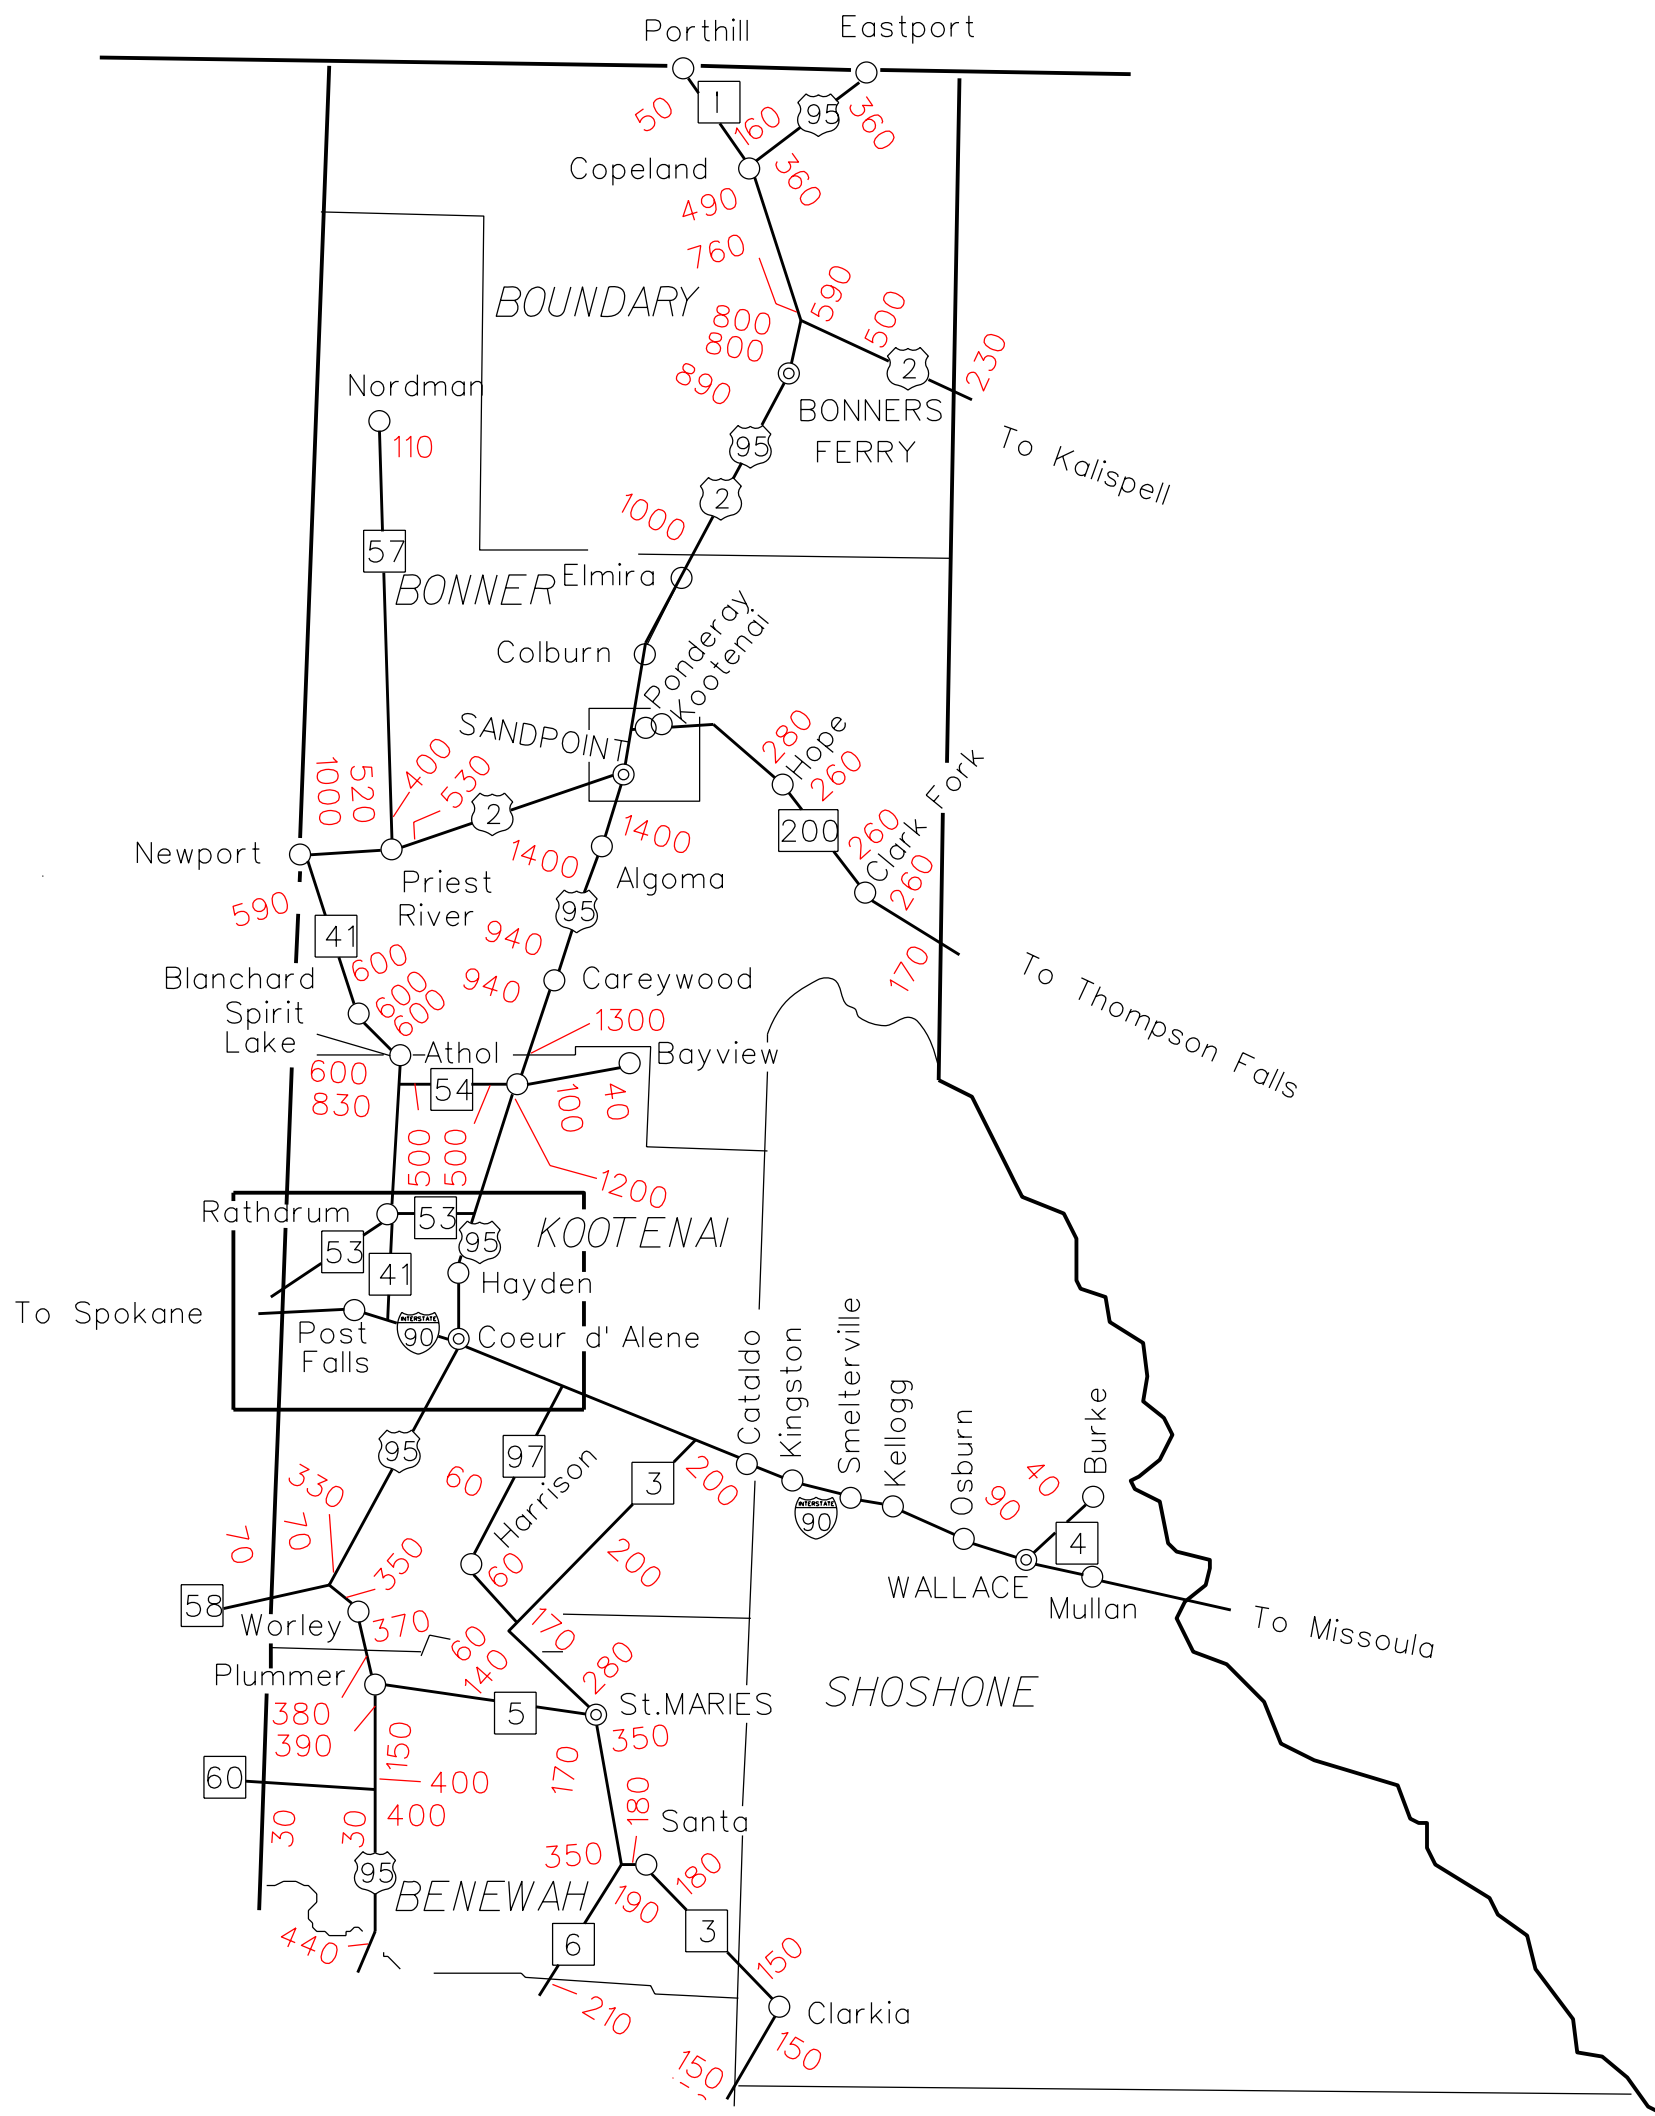 Porthill
Eastport
1
95
50
160
360
Copeland
360
490
760
BOUNDARY
590
500
800
800
2
230
890
Nordman
BONNERS
FERRY
110
95
To Kalispell
2
1000
57
BONNER
Elmira
Colburn
Ponderay
Kootenai
SANDPOINT
280
Hope
260
Fork
400
530
520
1000
2
200
1400
260
Clark
260
Newport
1400
Algoma
Priest
River
590
41
95
940
170
600
Blanchard
940
Careywood
600
600
Spirit
Lake
1300
To Thompson Falls
Athol
Bayview
600
54
830
100
40
500
500
1200
Rathdrum
53
KOOTENAI
53
95
41
Hayden
To Spokane
Post
Falls
INTERSTATE
90
Coeur d' Alene
Cataldo
Kingston
Smelterville
Kellogg
Osburn
Burke
95
97
60
Harrison
3
200
330
40
90
INTERSTATE
90
70
70
4
350
60
200
58
WALLACE
Mullan
To Missoula
Worley
370
60
170
Plummer
140
280
SHOSHONE
380
5
St.MARIES
390
150
350
170
60
400
400
180
30
30
Santa
350
95
180
BENEWAH
190
3
6
440
150
210
Clarkia
150
150